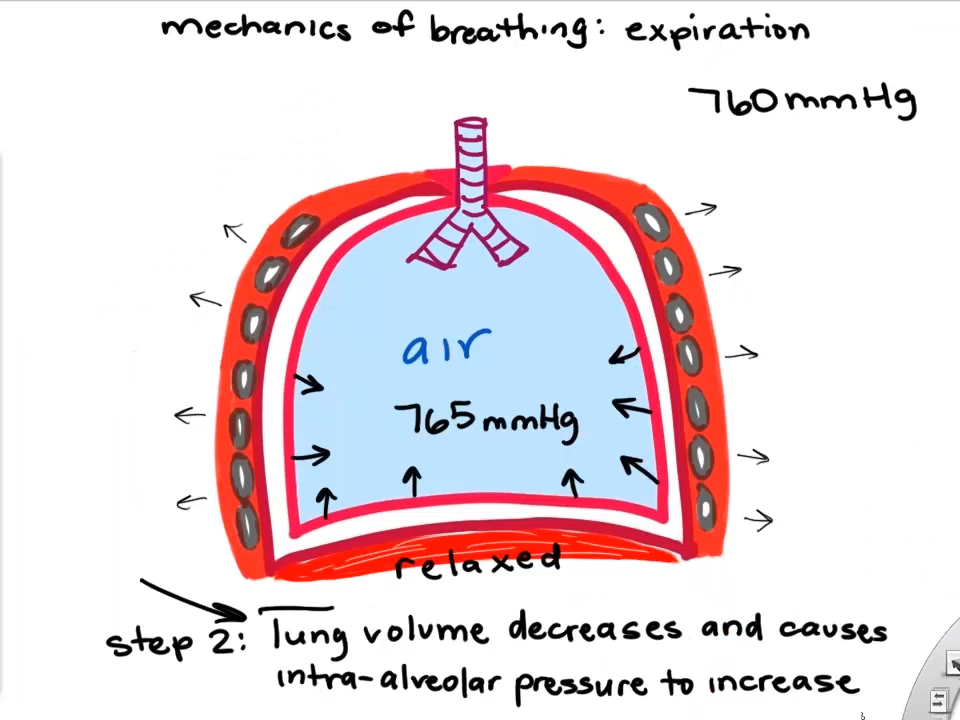 mechanics of breathing: expiration
760mmHg
air
765mmHg
relaxed
step 2: lung volume decreases and causes
intra-alveolar pressure to increase